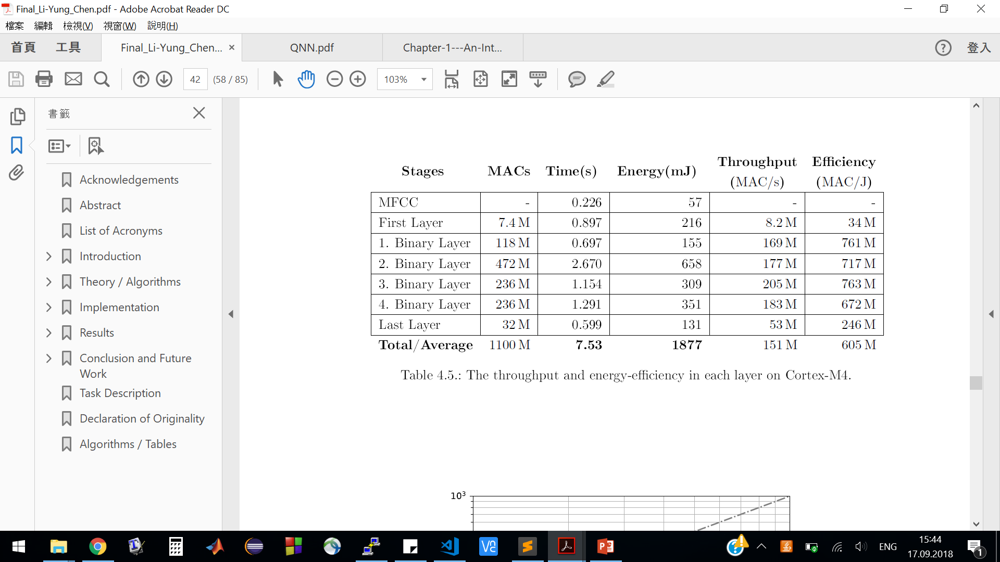 Final_Li-Yung_Chen.pdf - Adobe Acrobat Reader DC
檔案 編輯 檢視(V) 視窗(W) 說明(H)
首頁 工具 Final_Li-Yung_Chen... × QNN.pdf Chapter-1---An-Int... ? 登入
42 (58 / 85) 103%
書籤
Acknowledgements
Abstract
List of Acronyms
Introduction
Theory / Algorithms
Implementation
Results
Conclusion and Future
Work
Task Description
Declaration of Originality
Algorithms / Tables
Stages MACs Time(s) Energy(mJ) Throughput (MAC/s) Efficiency (MAC/J)
MFCC - 0.226 57 - -
First Layer 7.4 M 0.897 216 8.2 M 34 M
1. Binary Layer 118 M 0.697 155 169 M 761 M
2. Binary Layer 472 M 2.670 658 177 M 717 M
3. Binary Layer 236 M 1.154 309 205 M 763 M
4. Binary Layer 236 M 1.291 351 183 M 672 M
Last Layer 32 M 0.599 131 53 M 246 M
Total/Average 1100 M 7.53 1877 151 M 605 M
Table 4.5.: The throughput and energy-efficiency in each layer on Cortex-M4.
10³
ENG
15:44
17.09.2018
1